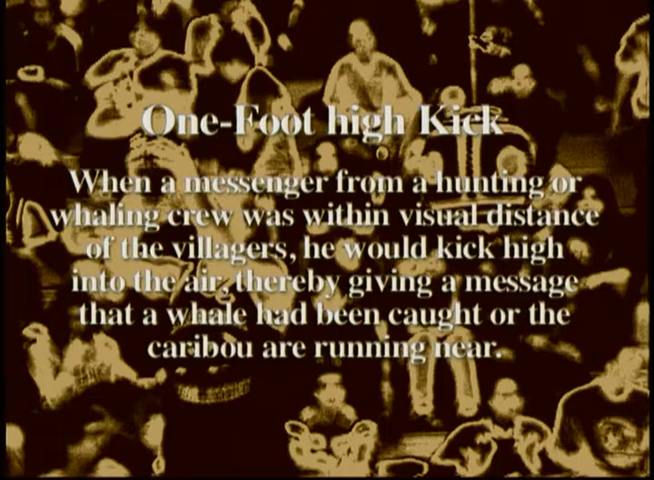 One-Foot high Kick
When a messenger from a hunting or
whaling crew was within visual distance
of the villagers, he would kick high
into the air, thereby giving a message
that a whale had been caught or the
caribou are running near.